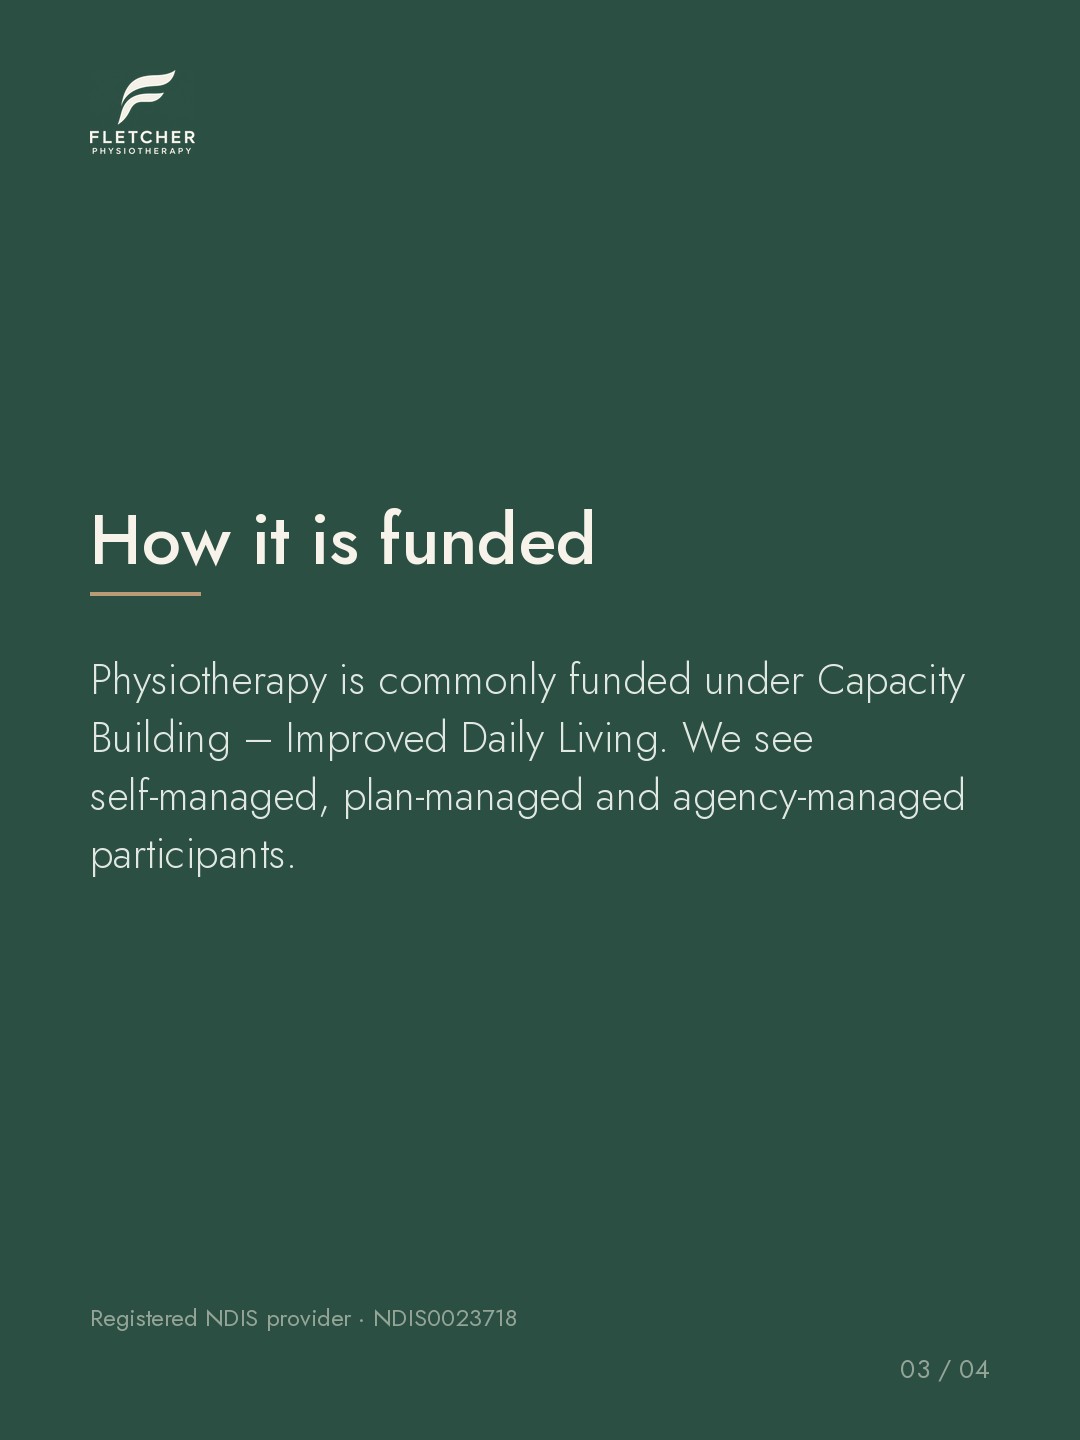 FLETCHER
PHYSIOTHERAPY
How it is funded
Physiotherapy is commonly funded under Capacity
Building – Improved Daily Living. We see
self-managed, plan-managed and agency-managed
participants.
Registered NDIS provider · NDIS0023718
03 / 04